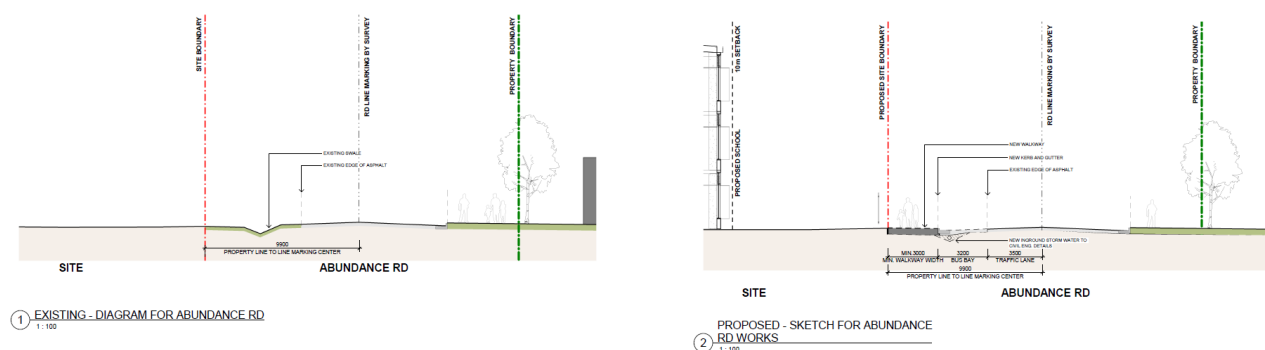 SITE BOUNDARY
RD LINE MARKING BY SURVEY
PROPERTY BOUNDARY
EXISTING SWALE
EXISTING EDGE OF ASPHALT
9900
PROPERTY LINE TO LINE MARKING CENTER
SITE
ABUNDANCE RD
1
EXISTING - DIAGRAM FOR ABUNDANCE RD
1 : 100
10m SETBACK
PROPOSED SCHOOL
PROPOSED SITE BOUNDARY
RD LINE MARKING BY SURVEY
PROPERTY BOUNDARY
NEW WALKWAY
NEW KERB AND GUTTER
EXISTING EDGE OF ASPHALT
NEW INGROUND STORM WATER TO
CIVIL ENG. DETAILS
MIN.3000
3200
3500
MIN. WALKWAY WIDTH
BUS BAY
TRAFFIC LANE
9900
PROPERTY LINE TO LINE MARKING CENTER
SITE
ABUNDANCE RD
2
PROPOSED - SKETCH FOR ABUNDANCE
RD WORKS
1 : 100